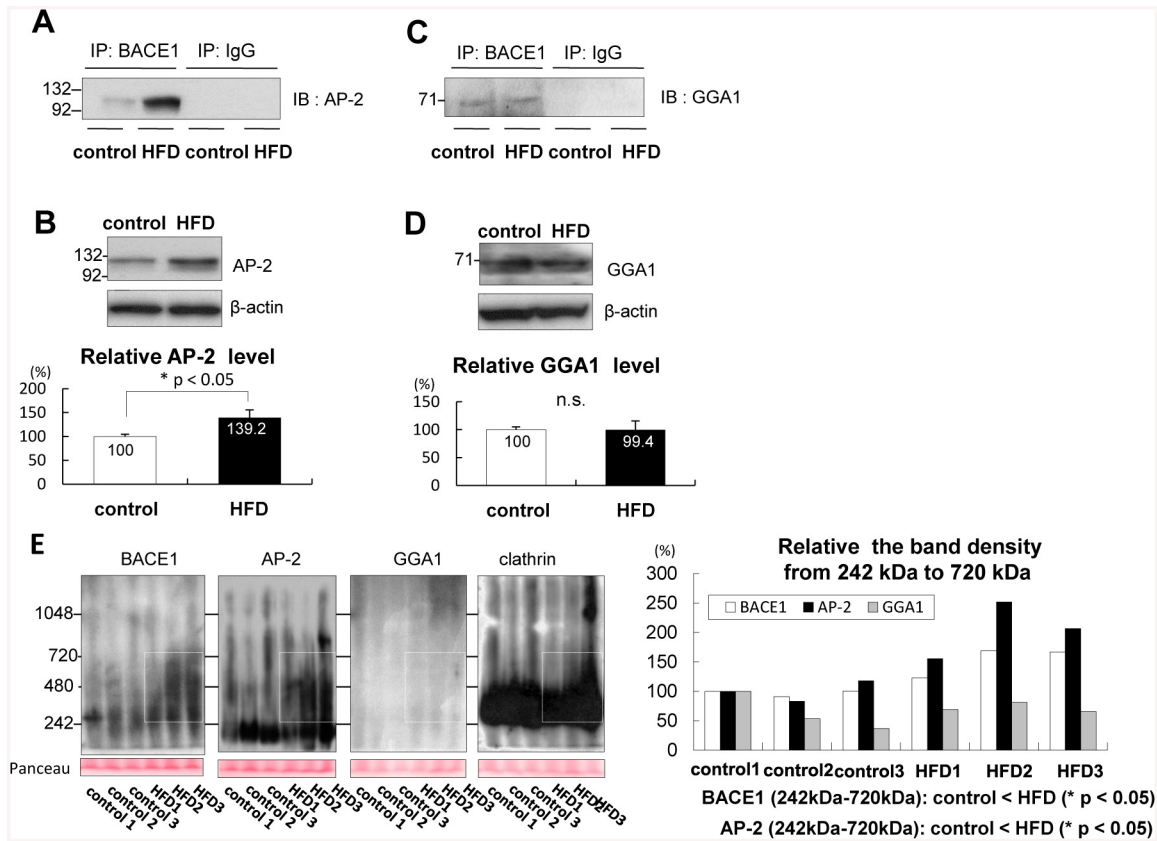 A
IP: BACE1 IP: IgG
132
92
IB : AP-2
control HFD control HFD
C
IP: BACE1 IP: IgG
71
IB : GGA1
control HFD control HFD
B
control HFD
132
92
AP-2
β-actin
Relative AP-2 level
(%)
* p < 0.05
200
150
100
50
0
100
139.2
control HFD
D
control HFD
71
GGA1
β-actin
Relative GGA1 level
(%)
n.s.
150
100
50
0
100
99.4
control HFD
E
BACE1 AP-2 GGA1 clathrin
1048
720
480
242
Panceau
control 1 control 2 control 3 HFD1 HFD2 HFD3
control 1 control 2 control 3 HFD1 HFD2 HFD3
control 1 control 2 control 3 HFD1 HFD2 HFD3
control 1 control 2 control 3 HFD1 HFD2 HFD3
Relative the band density
from 242 kDa to 720 kDa
(%)
300
250
200
150
100
50
0
BACE1 AP-2 GGA1
control1 control2 control3 HFD1 HFD2 HFD3
BACE1 (242kDa-720kDa): control < HFD (* p < 0.05)
AP-2 (242kDa-720kDa): control < HFD (* p < 0.05)